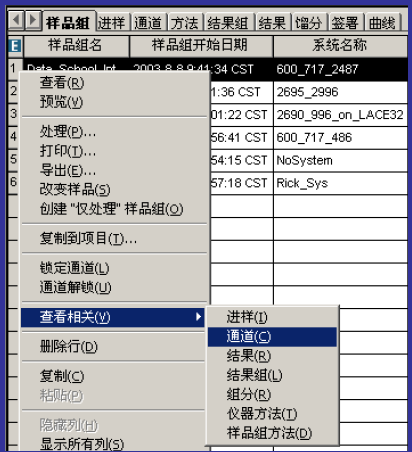 样品组 进样 通道 方法 结果组 结果 馏分 签署 曲线
E 样品组名 样品组开始日期 系统名称
1 Data_School_Int 2003-8-8 9:41:34 CST 600_717_2487
2 1:36 CST 2695_2996
3 01:22 CST 2690_996_on_LACE32
4 56:41 CST 600_717_486
5 54:15 CST NoSystem
6 57:18 CST Rick_Sys
查看(R)
预览(V)
处理(P)...
打印(T)...
导出(E)...
改变样品(S)
创建 "仅处理" 样品组(O)
复制到项目(T)...
锁定通道(L)
通道解锁(U)
查看相关(V)
进样(I)
通道(C)
结果(R)
结果组(L)
组分(R)
仪器方法(T)
样品组方法(D)
删除行(D)
复制(C)
粘贴(P)
隐藏列(H)
显示所有列(S)